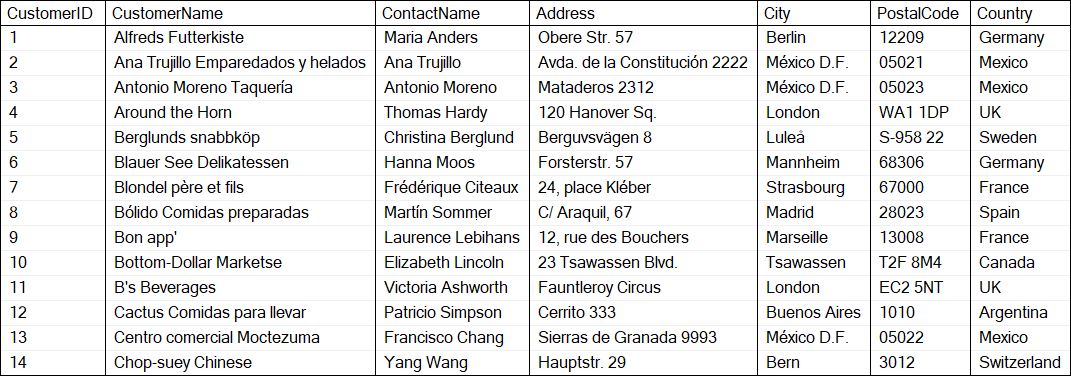 CustomerID CustomerName ContactName Address City PostalCode Country
1 Alfreds Futterkiste Maria Anders Obere Str. 57 Berlin 12209 Germany
2 Ana Trujillo Emparedados y helados Ana Trujillo Avda. de la Constitución 2222 México D.F. 05021 Mexico
3 Antonio Moreno Taquería Antonio Moreno Mataderos 2312 México D.F. 05023 Mexico
4 Around the Horn Thomas Hardy 120 Hanover Sq. London WA1 1DP UK
5 Berglunds snabbköp Christina Berglund Berguvsvägen 8 Luleå S-958 22 Sweden
6 Blauer See Delikatessen Hanna Moos Forsterstr. 57 Mannheim 68306 Germany
7 Blondel père et fils Frédérique Citeaux 24, place Kléber Strasbourg 67000 France
8 Bólido Comidas preparadas Martín Sommer C/ Araquil, 67 Madrid 28023 Spain
9 Bon app' Laurence Lebihans 12, rue des Bouchers Marseille 13008 France
10 Bottom-Dollar Marketse Elizabeth Lincoln 23 Tsawassen Blvd. Tsawassen T2F 8M4 Canada
11 B's Beverages Victoria Ashworth Fauntleroy Circus London EC2 5NT UK
12 Cactus Comidas para llevar Patricio Simpson Cerrito 333 Buenos Aires 1010 Argentina
13 Centro comercial Moctezuma Francisco Chang Sierras de Granada 9993 México D.F. 05022 Mexico
14 Chop-suey Chinese Yang Wang Hauptstr. 29 Bern 3012 Switzerland